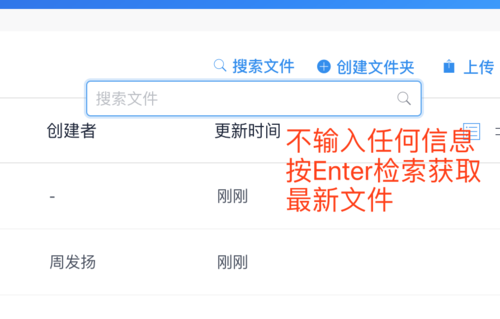 搜索文件 创建文件夹 上传
搜索文件
创建者 更新时间
不输入任何信息
按Enter检索获取
最新文件
- 刚刚
周发扬 刚刚